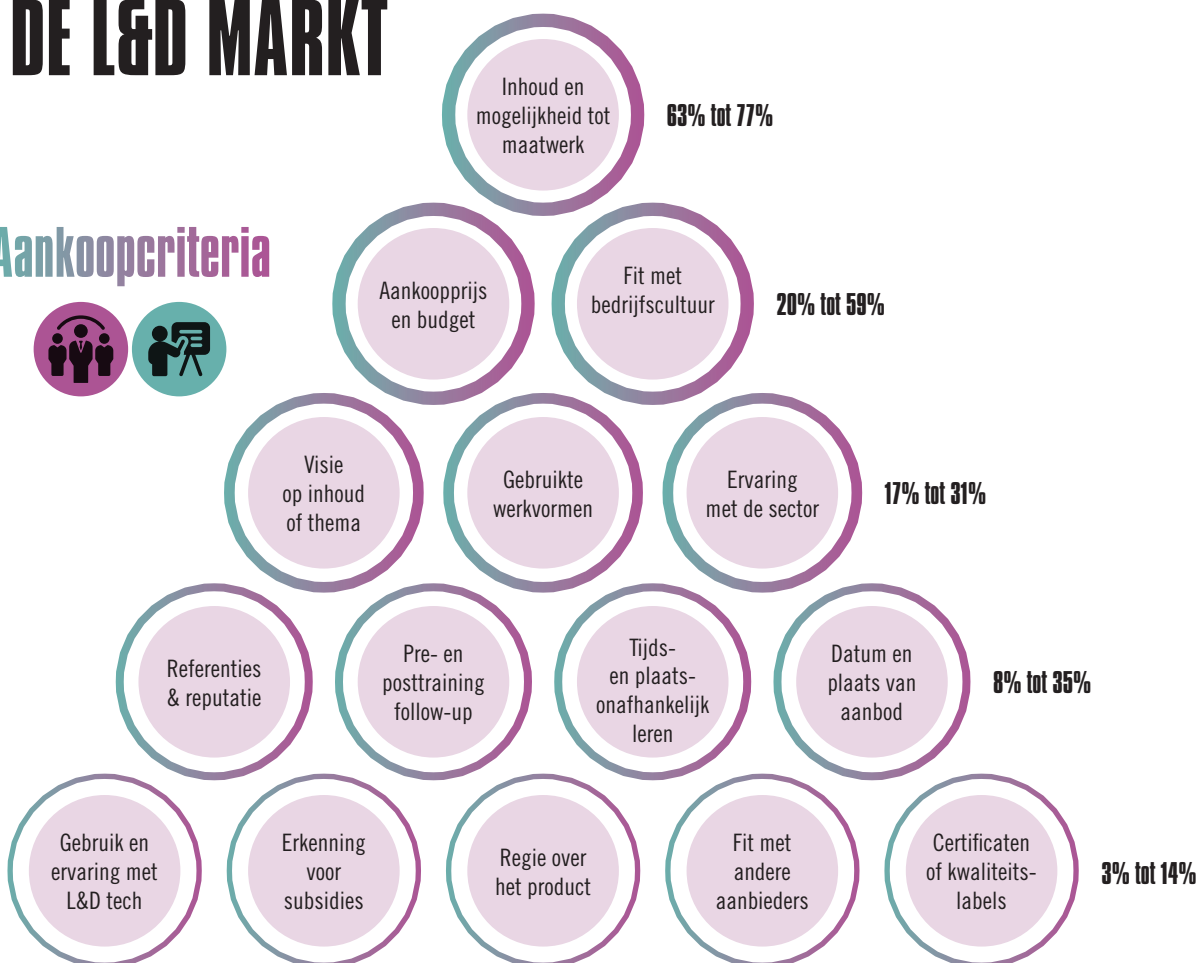 DE L&D MARKT
Inhoud en
mogelijkheid tot
maatwerk
63% tot 77%
Aankoopcriteria
Aankoopprijs
en budget
Fit met
bedrijfscultuur
20% tot 59%
Visie
op inhoud
of thema
Gebruikte
werkvormen
Ervaring
met de sector
17% tot 31%
Referenties
& reputatie
Pre- en
posttraining
follow-up
Tijds-
en plaats-
onafhankelijk
leren
Datum en
plaats van
aanbod
8% tot 35%
Gebruik en
ervaring met
L&D tech
Erkenning
voor
subsidies
Regie over
het product
Fit met
andere
aanbieders
Certificaten
of kwaliteits-
labels
3% tot 14%